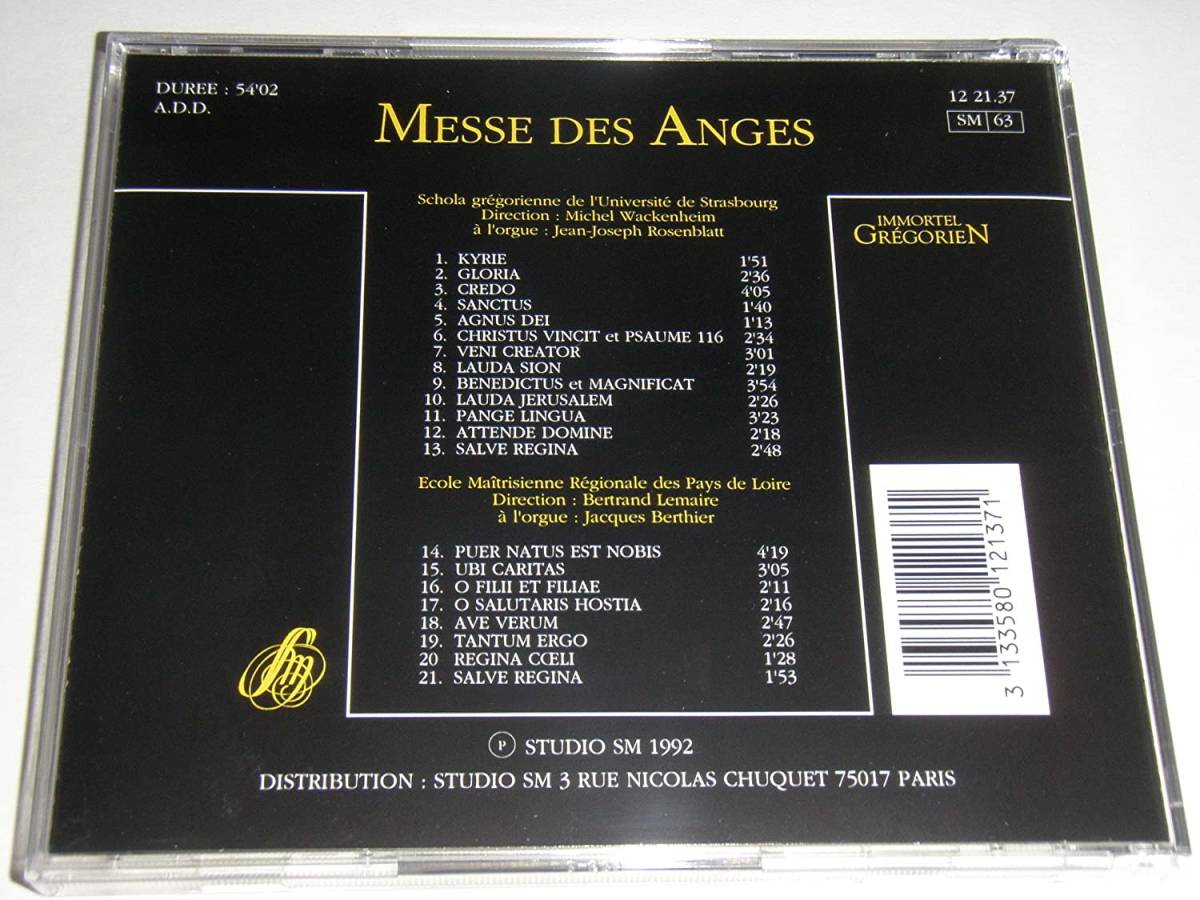 DUREE : 54'02
A.D.D.
MESSE DES ANGES
12 21.37
SM 63
IMMORTEL
GRÉGORIEN
Schola grégorienne de l'Université de Strasbourg
Direction : Michel Wackenheim
à l'orgue : Jean-Joseph Rosenblatt
1. KYRIE 1'51
2. GLORIA 2'36
3. CREDO 4'05
4. SANCTUS 1'40
5. AGNUS DEI 1'13
6. CHRISTUS VINCIT et PSAUME 116 2'34
7. VENI CREATOR 3'01
8. LAUDA SION 2'19
9. BENEDICTUS et MAGNIFICAT 3'54
10. LAUDA JERUSALEM 2'26
11. PANGE LINGUA 3'23
12. ATTENDE DOMINE 2'18
13. SALVE REGINA 2'48
Ecole Maîtrisienne Régionale des Pays de Loire
Direction : Bertrand Lemaire
à l'orgue : Jacques Berthier
14. PUER NATUS EST NOBIS 4'19
15. UBI CARITAS 3'05
16. O FILII ET FILIAE 2'11
17. O SALUTARIS HOSTIA 2'16
18. AVE VERUM 2'47
19. TANTUM ERGO 2'26
20 REGINA CŒLI 1'28
21. SALVE REGINA 1'53
sm
3 133580 121371
Ⓟ STUDIO SM 1992
DISTRIBUTION : STUDIO SM 3 RUE NICOLAS CHUQUET 75017 PARIS